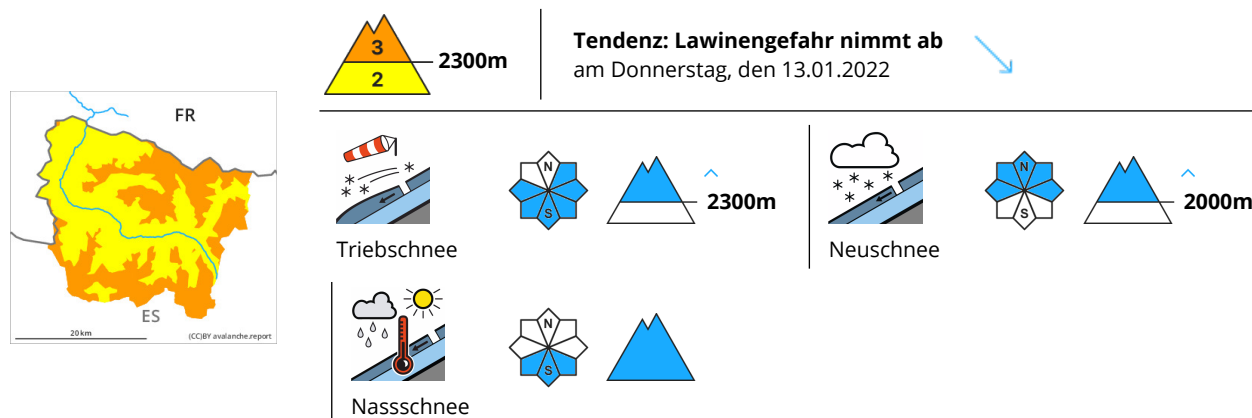 3
2
2300m
Tendenz: Lawinengefahr nimmt ab
am Donnerstag, den 13.01.2022
FR
ES
20 km
(CC)BY avalanche.report
N
S
2300m
Triebschnee
N
S
2000m
Neuschnee
N
S
Nassschnee